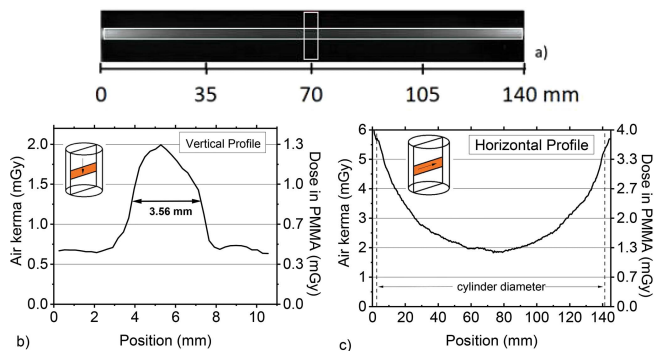 a)
0 35 70 105 140 mm
Vertical Profile
Air kerma (mGy)
2.0
1.5
1.0
0.5
0.0
3.56 mm
1.3
1.0
0.7
0.3
0.0
Dose in PMMA (mGy)
0 2 4 6 8 10
Position (mm)
b)
Horizontal Profile
Air kerma (mGy)
6
5
4
3
2
1
0
cylinder diameter
4.0
3.3
2.7
2.0
1.3
0.7
0.0
Dose in PMMA (mGy)
0 20 40 60 80 100 120 140
Position (mm)
c)